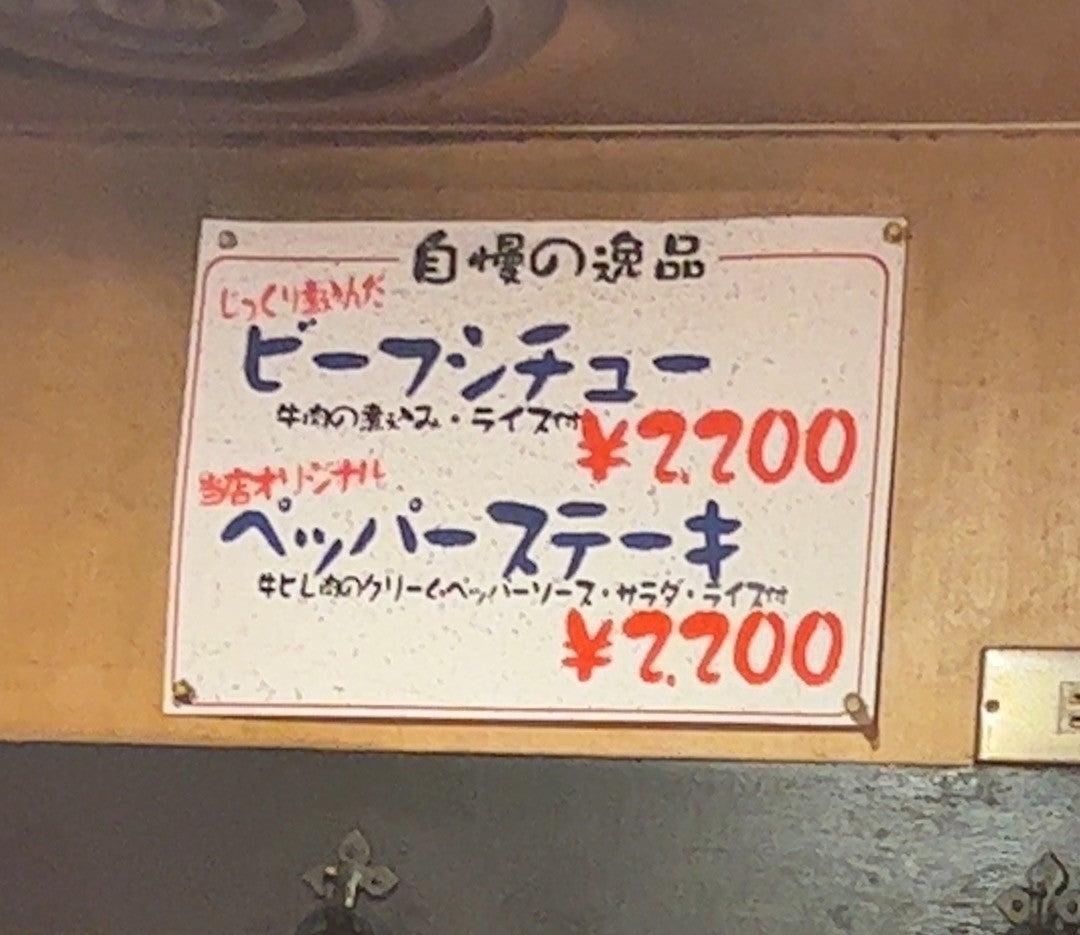 自慢の逸品
じっくり煮込んだ
ビーフシチュー
牛肉の煮込み・ライス付
¥2,200
当店オリジナル
ペッパーステーキ
牛ヒレ肉のクリームペッパーソース・サラダ・ライス付
¥2,200